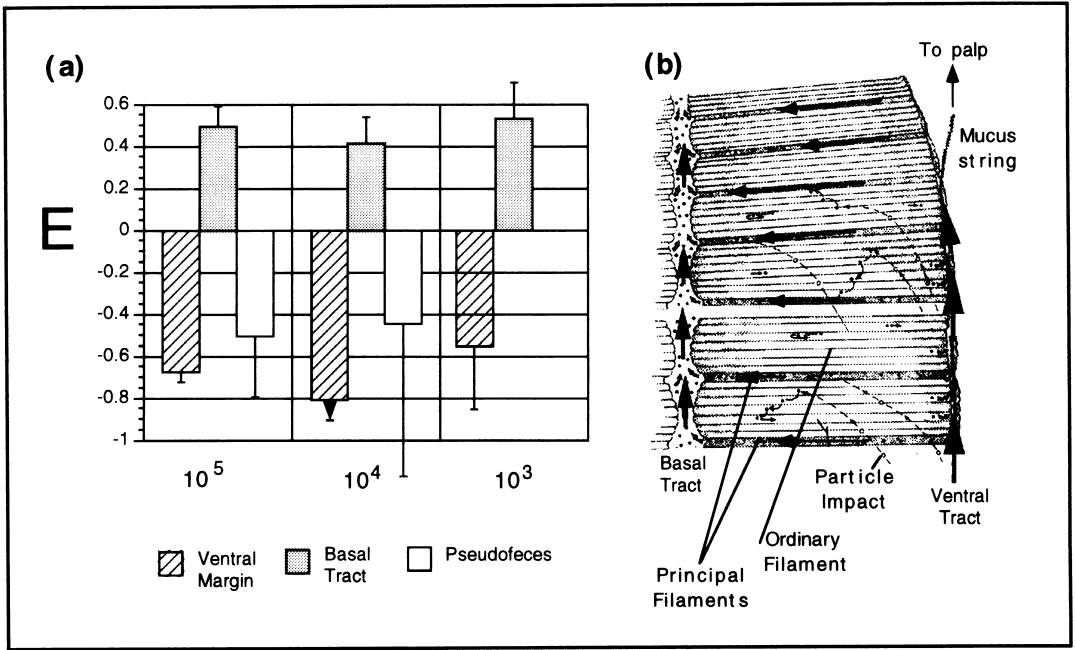 (a)
E
0.6
0.4
0.2
0
-0.2
-0.4
-0.6
-0.8
-1
10^5
10^4
10^3
Ventral
Margin
Basal
Tract
Pseudofeces
(b)
To palp
Mucus
string
Basal
Tract
Particle
Impact
Ventral
Tract
Ordinary
Filament
Principal
Filaments